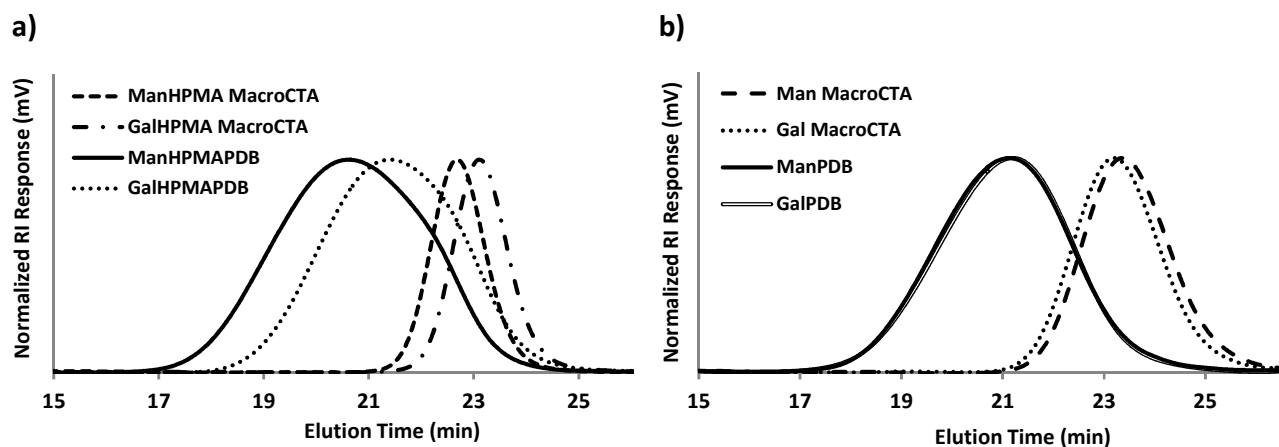 a)
Normalized RI Response (mV)
ManHPMA MacroCTA
GalHPMA MacroCTA
ManHPMAPDB
GalHPMAPDB
15 17 19 21 23 25
Elution Time (min)
b)
Normalized RI Response (mV)
Man MacroCTA
Gal MacroCTA
ManPDB
GalPDB
15 17 19 21 23 25
Elution Time (min)